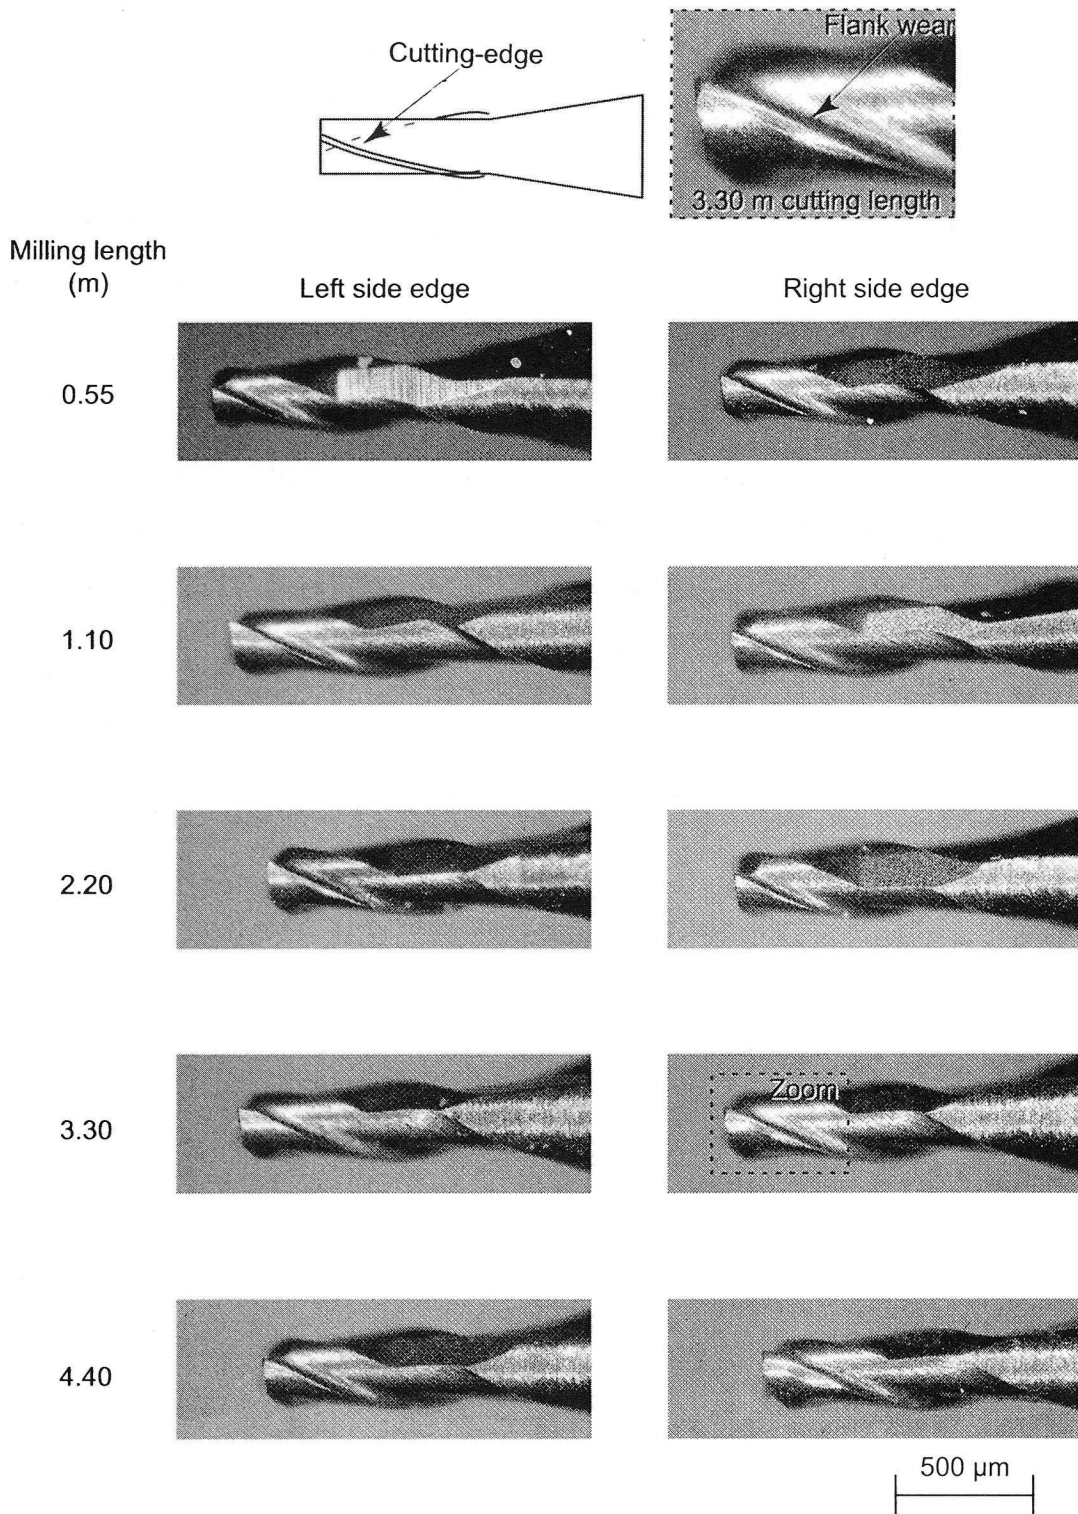 Cutting-edge
Flank wear
3.30 m cutting length
Milling length
(m)
Left side edge
Right side edge
0.55
1.10
2.20
3.30
Zoom
4.40
500 µm